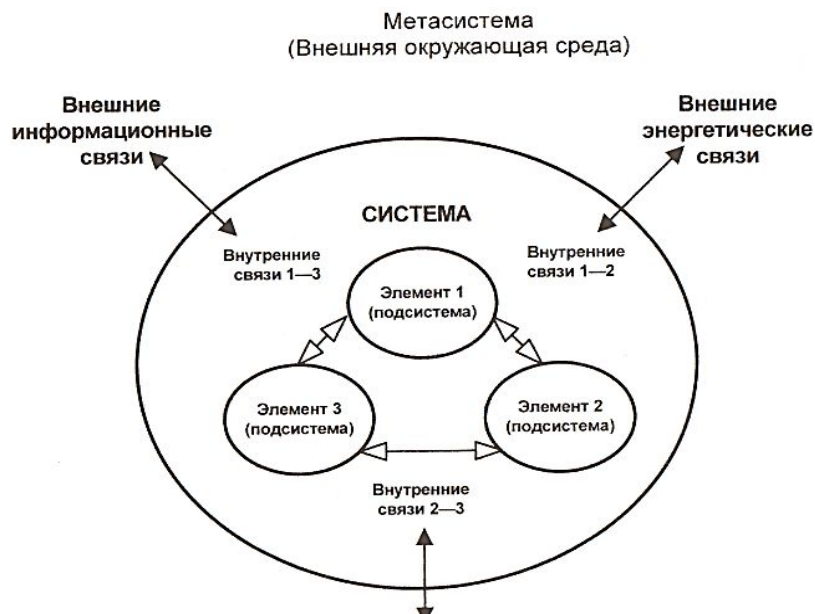 Метасистема
(Внешняя окружающая среда)
Внешние
информационные
связи
Внешние
энергетические
связи
СИСТЕМА
Внутренние
связи 1—3
Внутренние
связи 1—2
Элемент 1
(подсистема)
Элемент 3
(подсистема)
Элемент 2
(подсистема)
Внутренние
связи 2—3